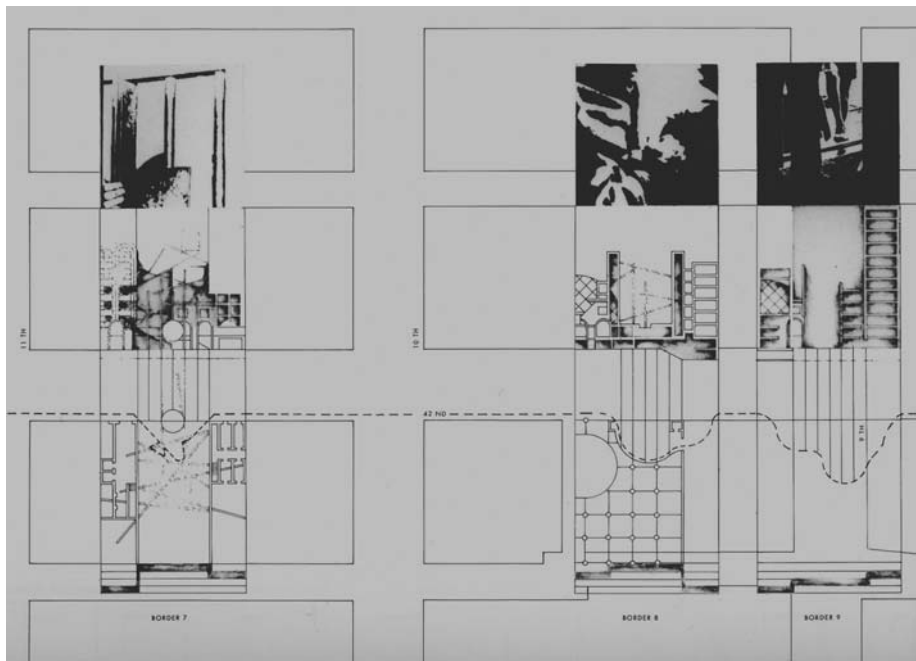 11 TH
10 TH
42 ND
9 TH
BORDER 7
BORDER 8
BORDER 9